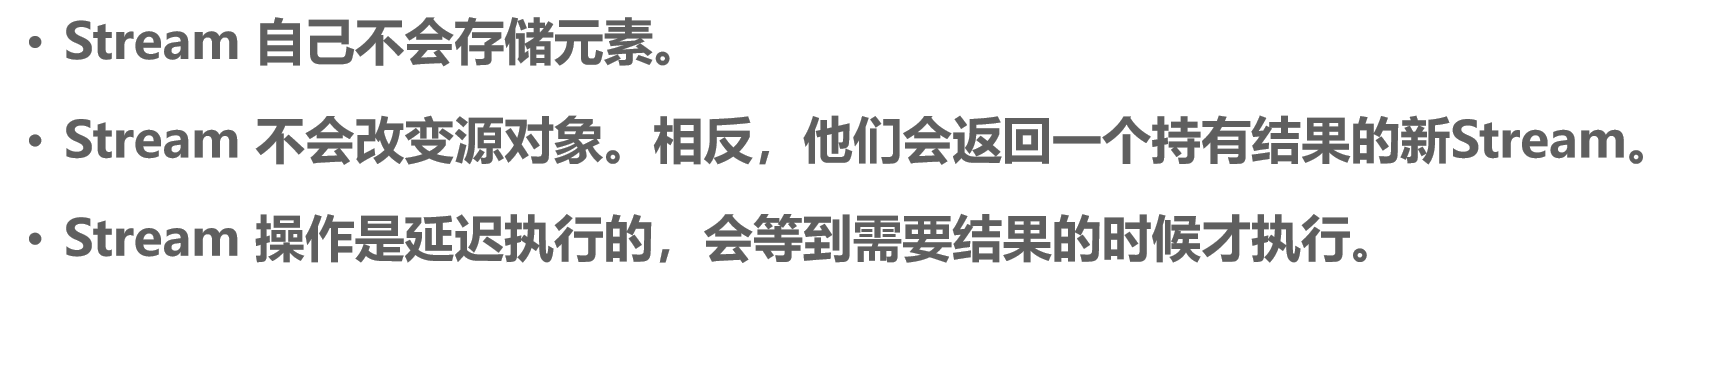 • Stream 自己不会存储元素。
• Stream 不会改变源对象。相反，他们会返回一个持有结果的新Stream。
• Stream 操作是延迟执行的，会等到需要结果的时候才执行。